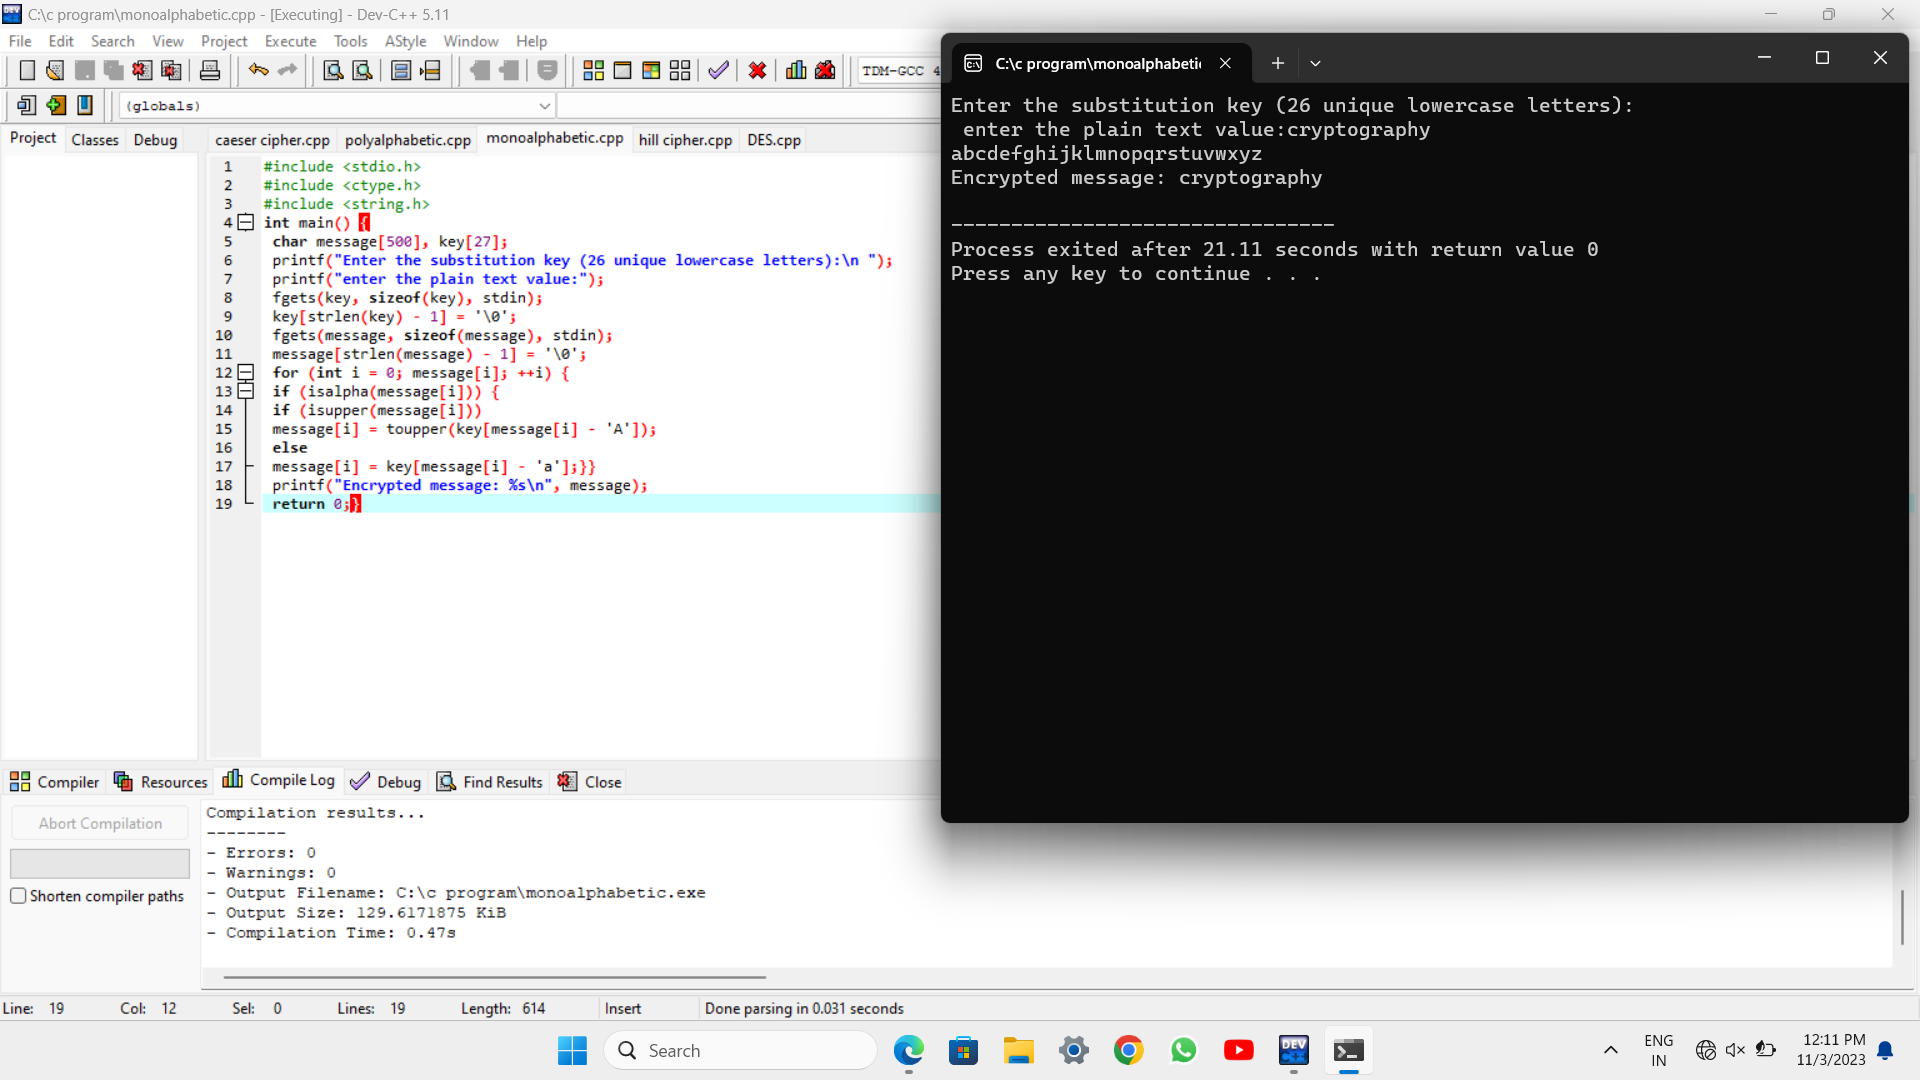 C:\c program\monoalphabetic.cpp - [Executing] - Dev-C++ 5.11
File Edit Search View Project Execute Tools AStyle Window Help
TDM-GCC 4
(globals)
Project Classes Debug
caeser cipher.cpp polyalphabetic.cpp monoalphabetic.cpp hill cipher.cpp DES.cpp
1 #include <stdio.h>
2 #include <ctype.h>
3 #include <string.h>
4 int main() {
5 char message[500], key[27];
6 printf("Enter the substitution key (26 unique lowercase letters):\n ");
7 printf("enter the plain text value:");
8 fgets(key, sizeof(key), stdin);
9 key[strlen(key) - 1] = '\0';
10 fgets(message, sizeof(message), stdin);
11 message[strlen(message) - 1] = '\0';
12 for (int i = 0; message[i]; ++i) {
13 if (isalpha(message[i])) {
14 if (isupper(message[i]))
15 message[i] = toupper(key[message[i] - 'A']);
16 else
17 message[i] = key[message[i] - 'a'];}}
18 printf("Encrypted message: %s\n", message);
19 return 0;}
C:\c program\monoalphabetic
Enter the substitution key (26 unique lowercase letters):
enter the plain text value:cryptography
abcdefghijklmnopqrstuvwxyz
Encrypted message: cryptography
--------------------------------
Process exited after 21.11 seconds with return value 0
Press any key to continue . . .
Compiler Resources Compile Log Debug Find Results Close
Abort Compilation
Shorten compiler paths
Compilation results...
--------
- Errors: 0
- Warnings: 0
- Output Filename: C:\c program\monoalphabetic.exe
- Output Size: 129.6171875 KiB
- Compilation Time: 0.47s
Line: 19 Col: 12 Sel: 0 Lines: 19 Length: 614 Insert Done parsing in 0.031 seconds
Search
DEV
ENG
IN
12:11 PM
11/3/2023